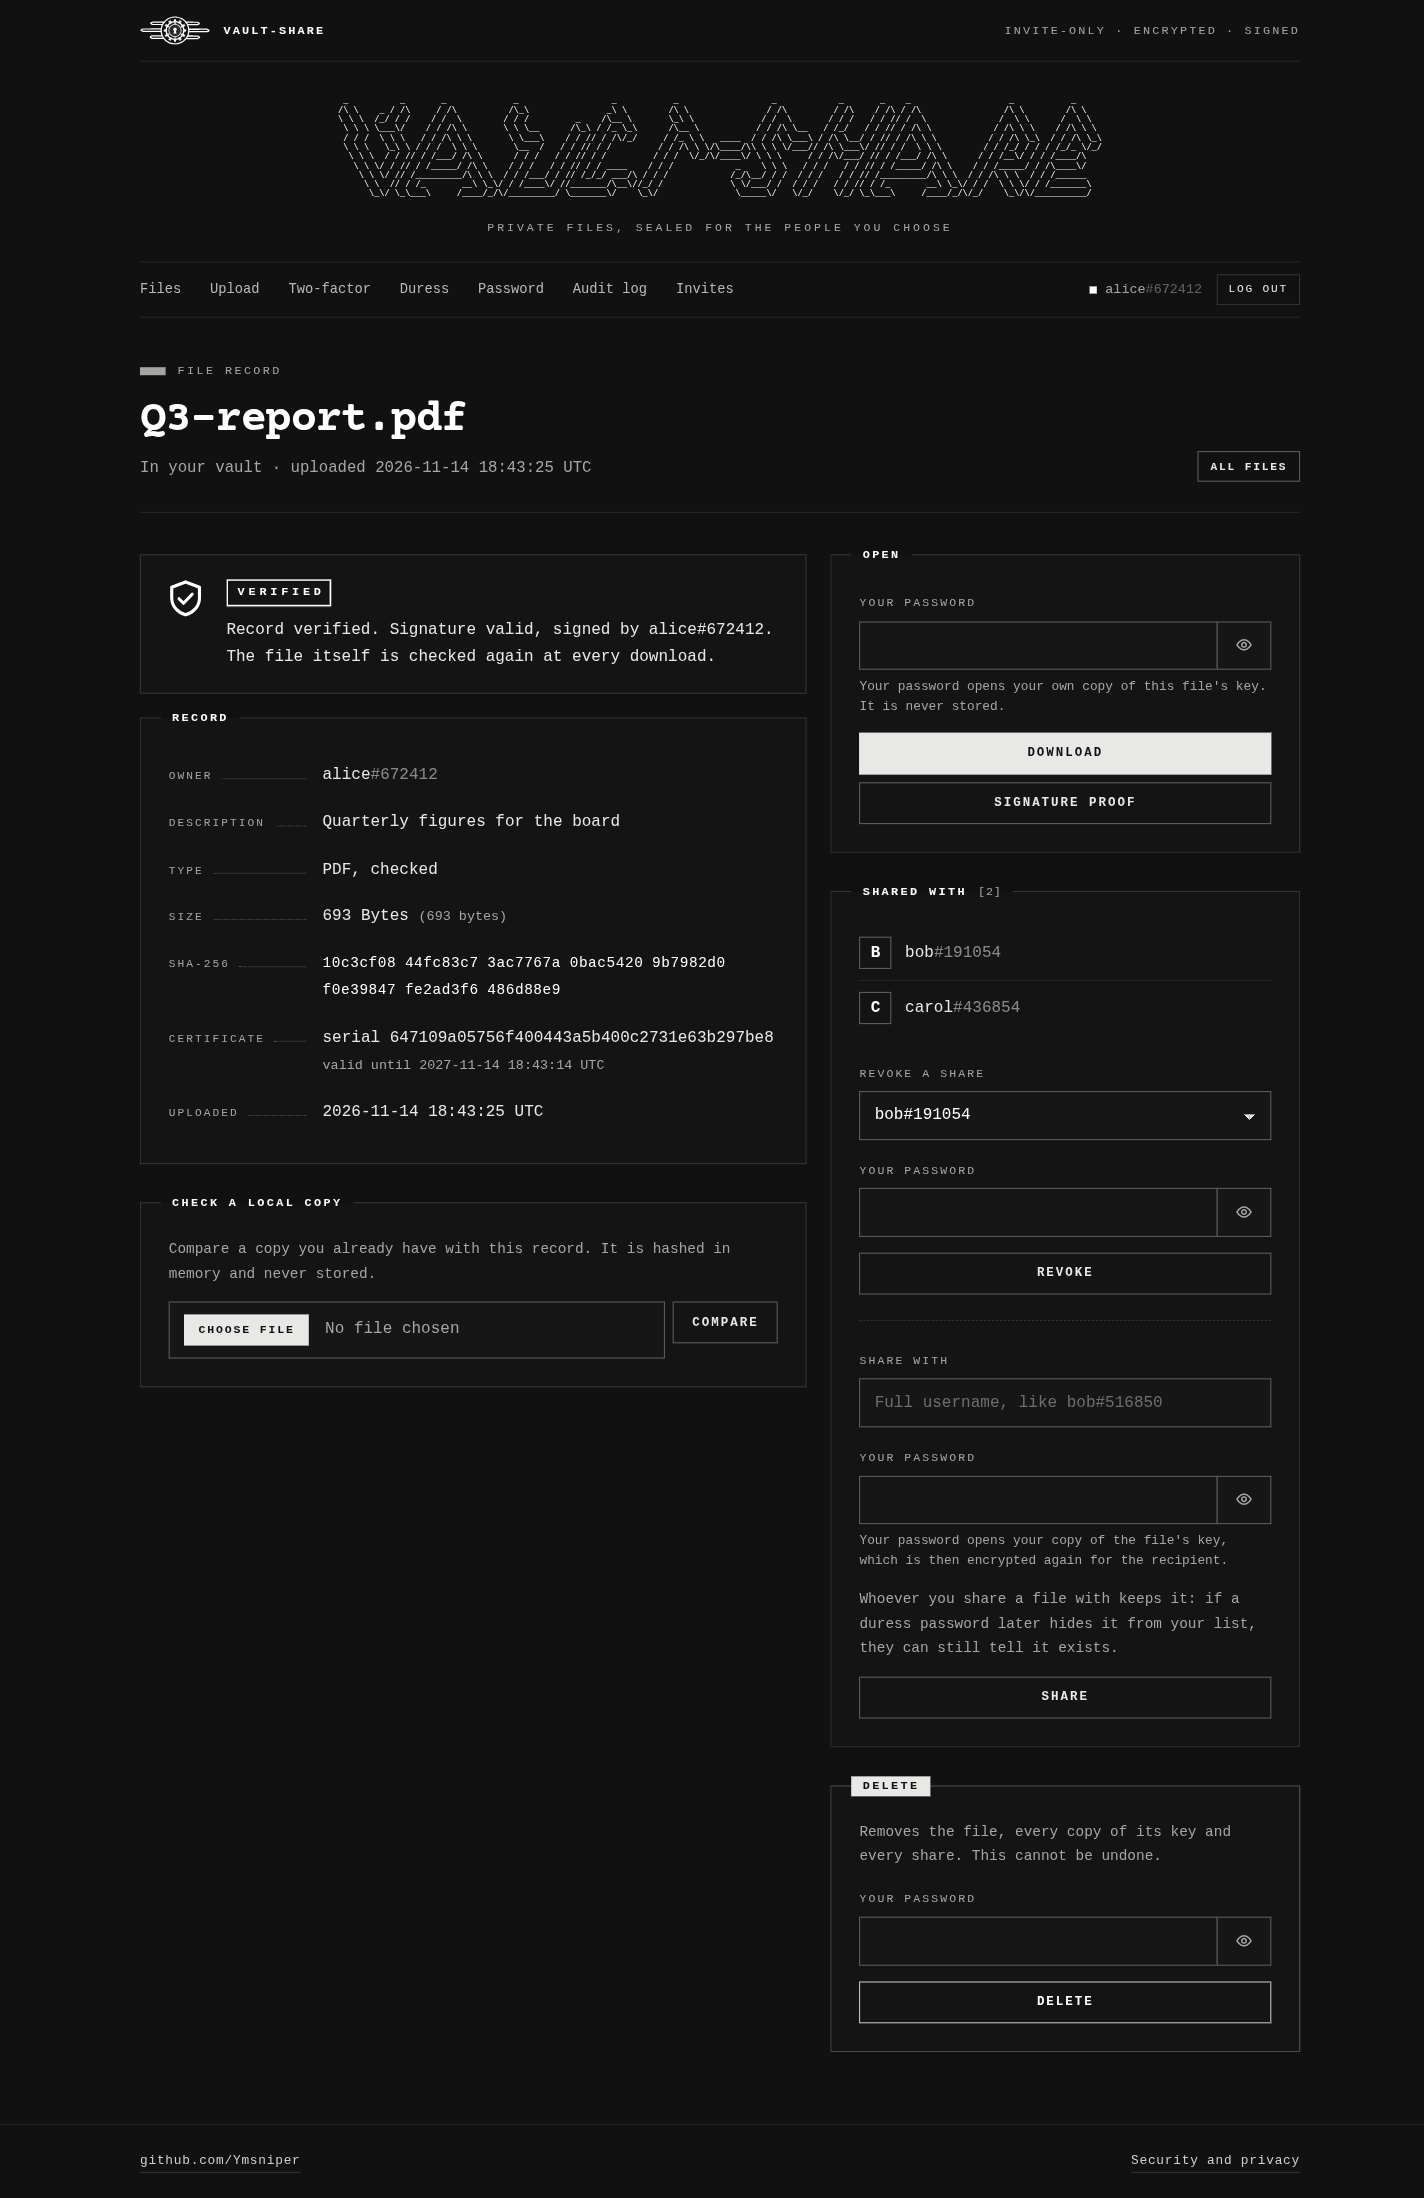 VAULT-SHARE
INVITE-ONLY · ENCRYPTED · SIGNED
VAULT-SHARE
PRIVATE FILES, SEALED FOR THE PEOPLE YOU CHOOSE
Files Upload Two-factor Duress Password Audit log Invites
alice#672412 LOG OUT
FILE RECORD
Q3-report.pdf
In your vault · uploaded 2026-11-14 18:43:25 UTC
ALL FILES
VERIFIED
Record verified. Signature valid, signed by alice#672412.
The file itself is checked again at every download.
RECORD
OWNER alice#672412
DESCRIPTION Quarterly figures for the board
TYPE PDF, checked
SIZE 693 Bytes (693 bytes)
SHA-256 10c3cf08 44fc83c7 3ac7767a 0bac5420 9b7982d0
f0e39847 fe2ad3f6 486d88e9
CERTIFICATE serial 647109a05756f400443a5b400c2731e63b297be8
valid until 2027-11-14 18:43:14 UTC
UPLOADED 2026-11-14 18:43:25 UTC
CHECK A LOCAL COPY
Compare a copy you already have with this record. It is hashed in
memory and never stored.
CHOOSE FILE No file chosen COMPARE
OPEN
YOUR PASSWORD
Your password opens your own copy of this file's key.
It is never stored.
DOWNLOAD
SIGNATURE PROOF
SHARED WITH [2]
B bob#191054
C carol#436854
REVOKE A SHARE
bob#191054
YOUR PASSWORD
REVOKE
SHARE WITH
Full username, like bob#516850
YOUR PASSWORD
Your password opens your copy of the file's key,
which is then encrypted again for the recipient.
Whoever you share a file with keeps it: if a
duress password later hides it from your list,
they can still tell it exists.
SHARE
DELETE
Removes the file, every copy of its key and
every share. This cannot be undone.
YOUR PASSWORD
DELETE
github.com/Ymsniper
Security and privacy